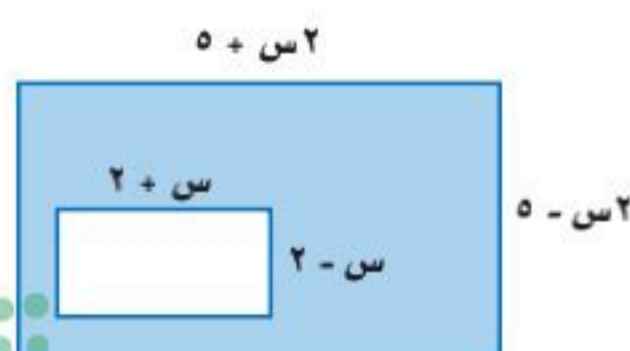 ٢س + ٥
س + ٢
٢س - ٥
س - ٢